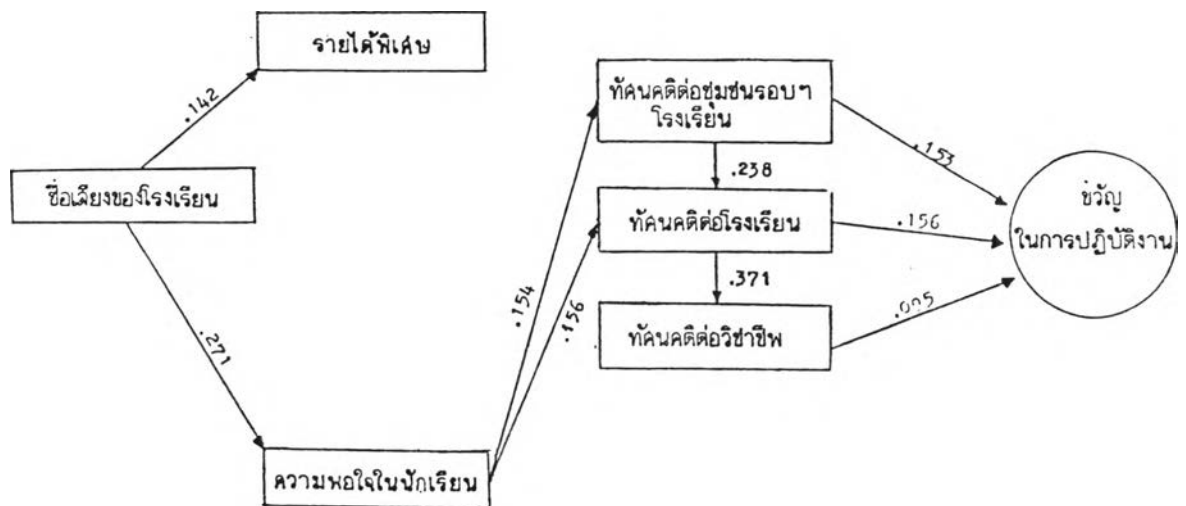 รายได้พิเศษ
.142
ชื่อเสียงของโรงเรียน
.271
ความพอใจในนักเรียน
.154
.156
ทัศนคติต่อชุมชนรอบๆ
โรงเรียน
.238
ทัศนคติต่อโรงเรียน
.371
ทัศนคติต่อวิชาชีพ
.153
.156
ขวัญ
ในการปฏิบัติงาน